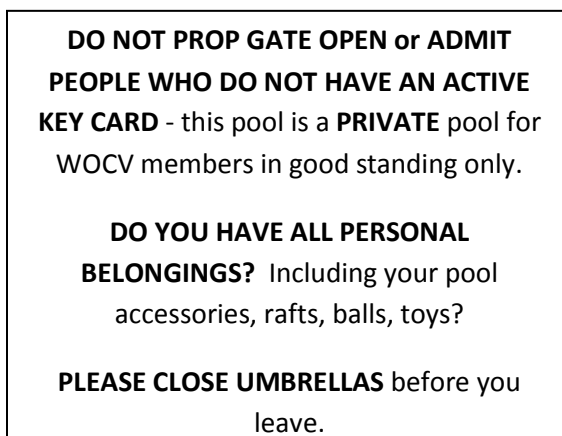 DO NOT PROP GATE OPEN or ADMIT
PEOPLE WHO DO NOT HAVE AN ACTIVE
KEY CARD - this pool is a PRIVATE pool for
WOCV members in good standing only.
DO YOU HAVE ALL PERSONAL
BELONGINGS?  Including your pool
accessories, rafts, balls, toys?
PLEASE CLOSE UMBRELLAS before you
leave.